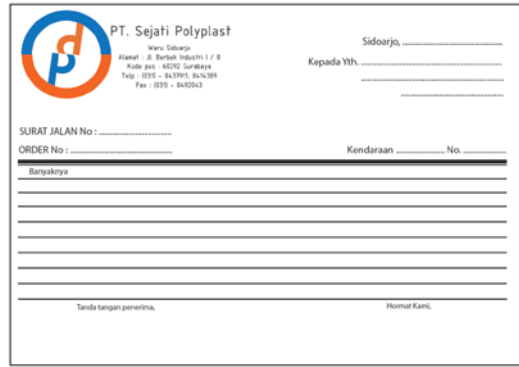 PT. Sejati Polyplast
Waru Sidoarjo
Alamat : Jl. Berbek Industri I / 8
Kode pos : 60292 Surabaya
Telp : (031) - 8437911, 8414389
Fax : (031) - 8492043
Sidoarjo,
Kepada Yth.
SURAT JALAN No :
ORDER No :
Kendaraan No.
Banyaknya
Tanda tangan penerima,
Hormat Kami,